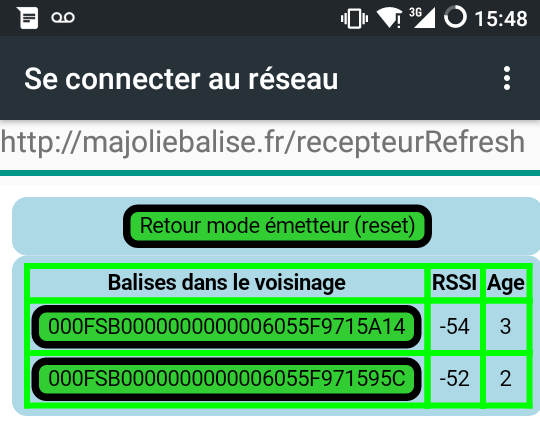 3G 15:48
Se connecter au réseau
http://majoliebalise.fr/recepteurRefresh
Retour mode émetteur (reset)
Balises dans le voisinage RSSI Age
000FSB0000000000006055F9715A14 -54 3
000FSB0000000000006055F971595C -52 2